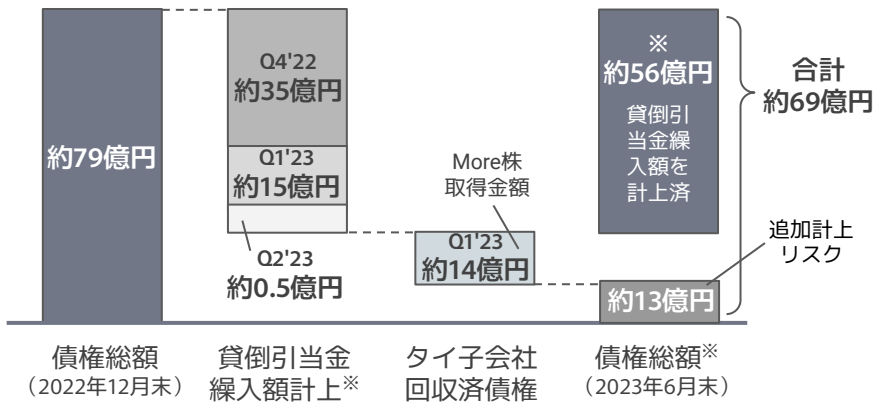 約79億円
Q4'22
約35億円
Q1'23
約15億円
Q2'23
約0.5億円
More株
取得金額
Q1'23
約14億円
※
約56億円
貸倒引
当金繰
入額を
計上済
合計
約69億円
追加計上
リスク
約13億円
債権総額
（2022年12月末）
貸倒引当金
繰入額計上※
タイ子会社
回収済債権
債権総額※
（2023年6月末）